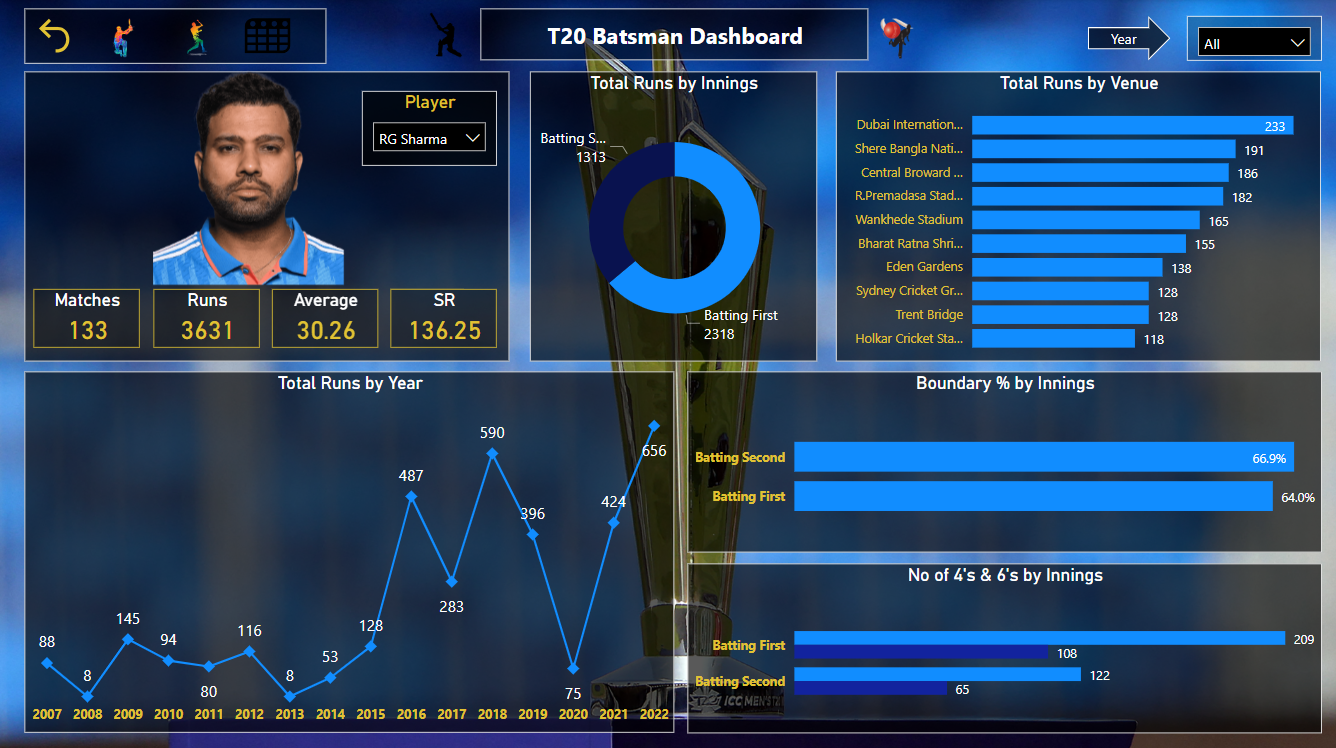 T20 Batsman Dashboard
Year
All
Player
RG Sharma
Matches
133
Runs
3631
Average
30.26
SR
136.25
Total Runs by Innings
Batting S...
1313
Batting First
2318
Total Runs by Venue
Dubai Internation... 233
Shere Bangla Nati... 191
Central Broward ... 186
R.Premadasa Stad... 182
Wankhede Stadium 165
Bharat Ratna Shri... 155
Eden Gardens 138
Sydney Cricket Gr... 128
Trent Bridge 128
Holkar Cricket Sta... 118
Total Runs by Year
88
8
145
94
80
116
8
53
128
487
283
590
396
75
424
656
2007 2008 2009 2010 2011 2012 2013 2014 2015 2016 2017 2018 2019 2020 2021 2022
Boundary % by Innings
Batting Second 66.9%
Batting First 64.0%
No of 4's & 6's by Innings
Batting First 209
108
Batting Second 122
65
ICC MEN'S